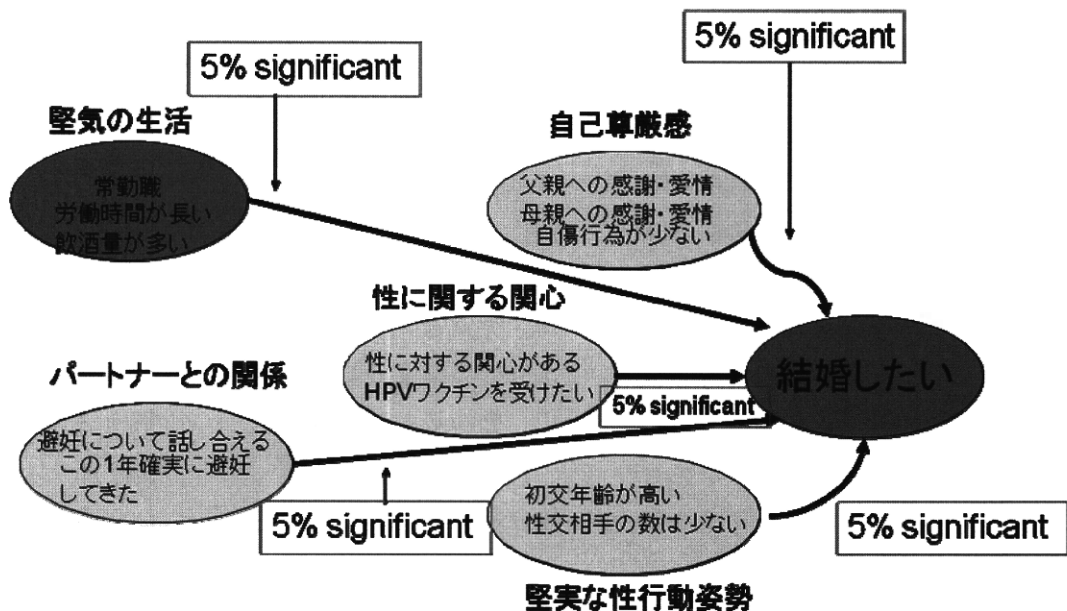 5% significant
5% significant
堅気の生活
常勤職
労働時間が長い
飲酒量が多い
自己尊厳感
父親への感謝・愛情
母親への感謝・愛情
自傷行為が少ない
性に関する関心
性に対する関心がある
HPVワクチンを受けたい
5% significant
結婚したい
パートナーとの関係
避妊について話し合える
この1年確実に避妊
してきた
5% significant
初交年齢が高い
性交相手の数は少ない
5% significant
堅実な性行動姿勢